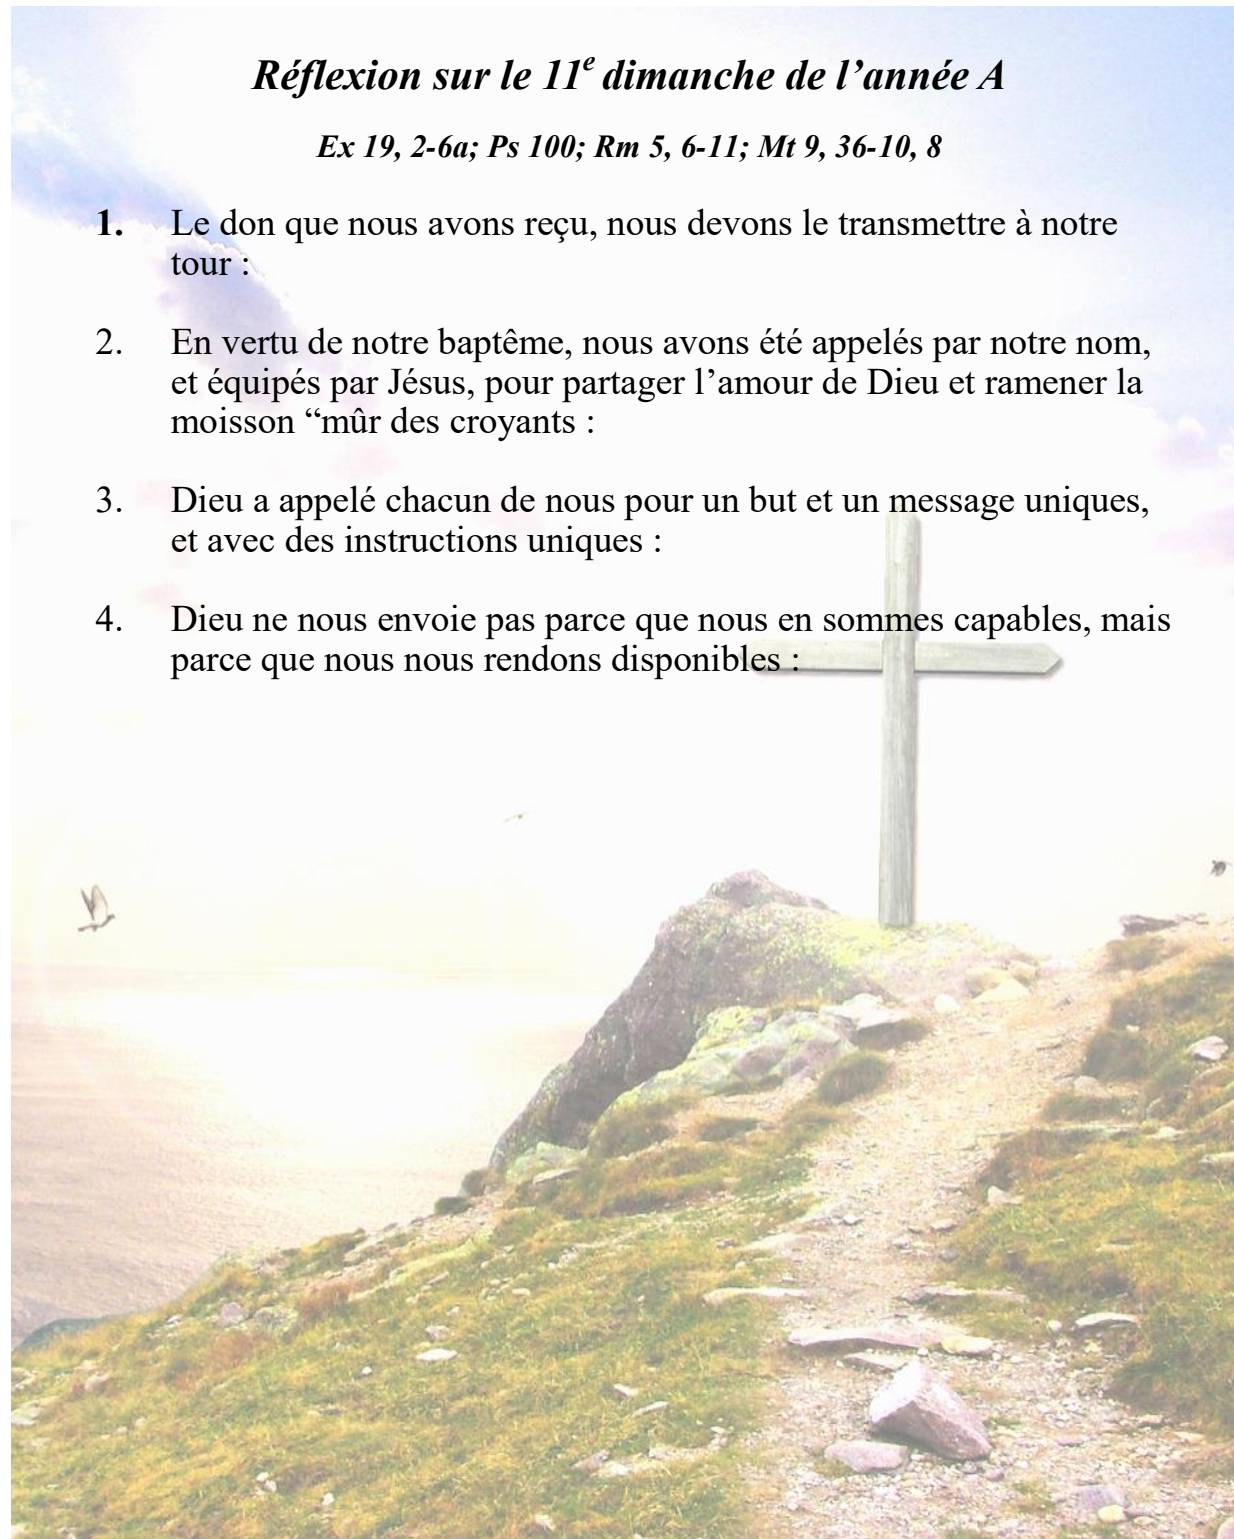 Réflexion sur le 11e dimanche de l’année A
Ex 19, 2-6a; Ps 100; Rm 5, 6-11; Mt 9, 36-10, 8
1. Le don que nous avons reçu, nous devons le transmettre à notre
tour :
2. En vertu de notre baptême, nous avons été appelés par notre nom,
et équipés par Jésus, pour partager l’amour de Dieu et ramener la
moisson “mûr des croyants :
3. Dieu a appelé chacun de nous pour un but et un message uniques,
et avec des instructions uniques :
4. Dieu ne nous envoie pas parce que nous en sommes capables, mais
parce que nous nous rendons disponibles :